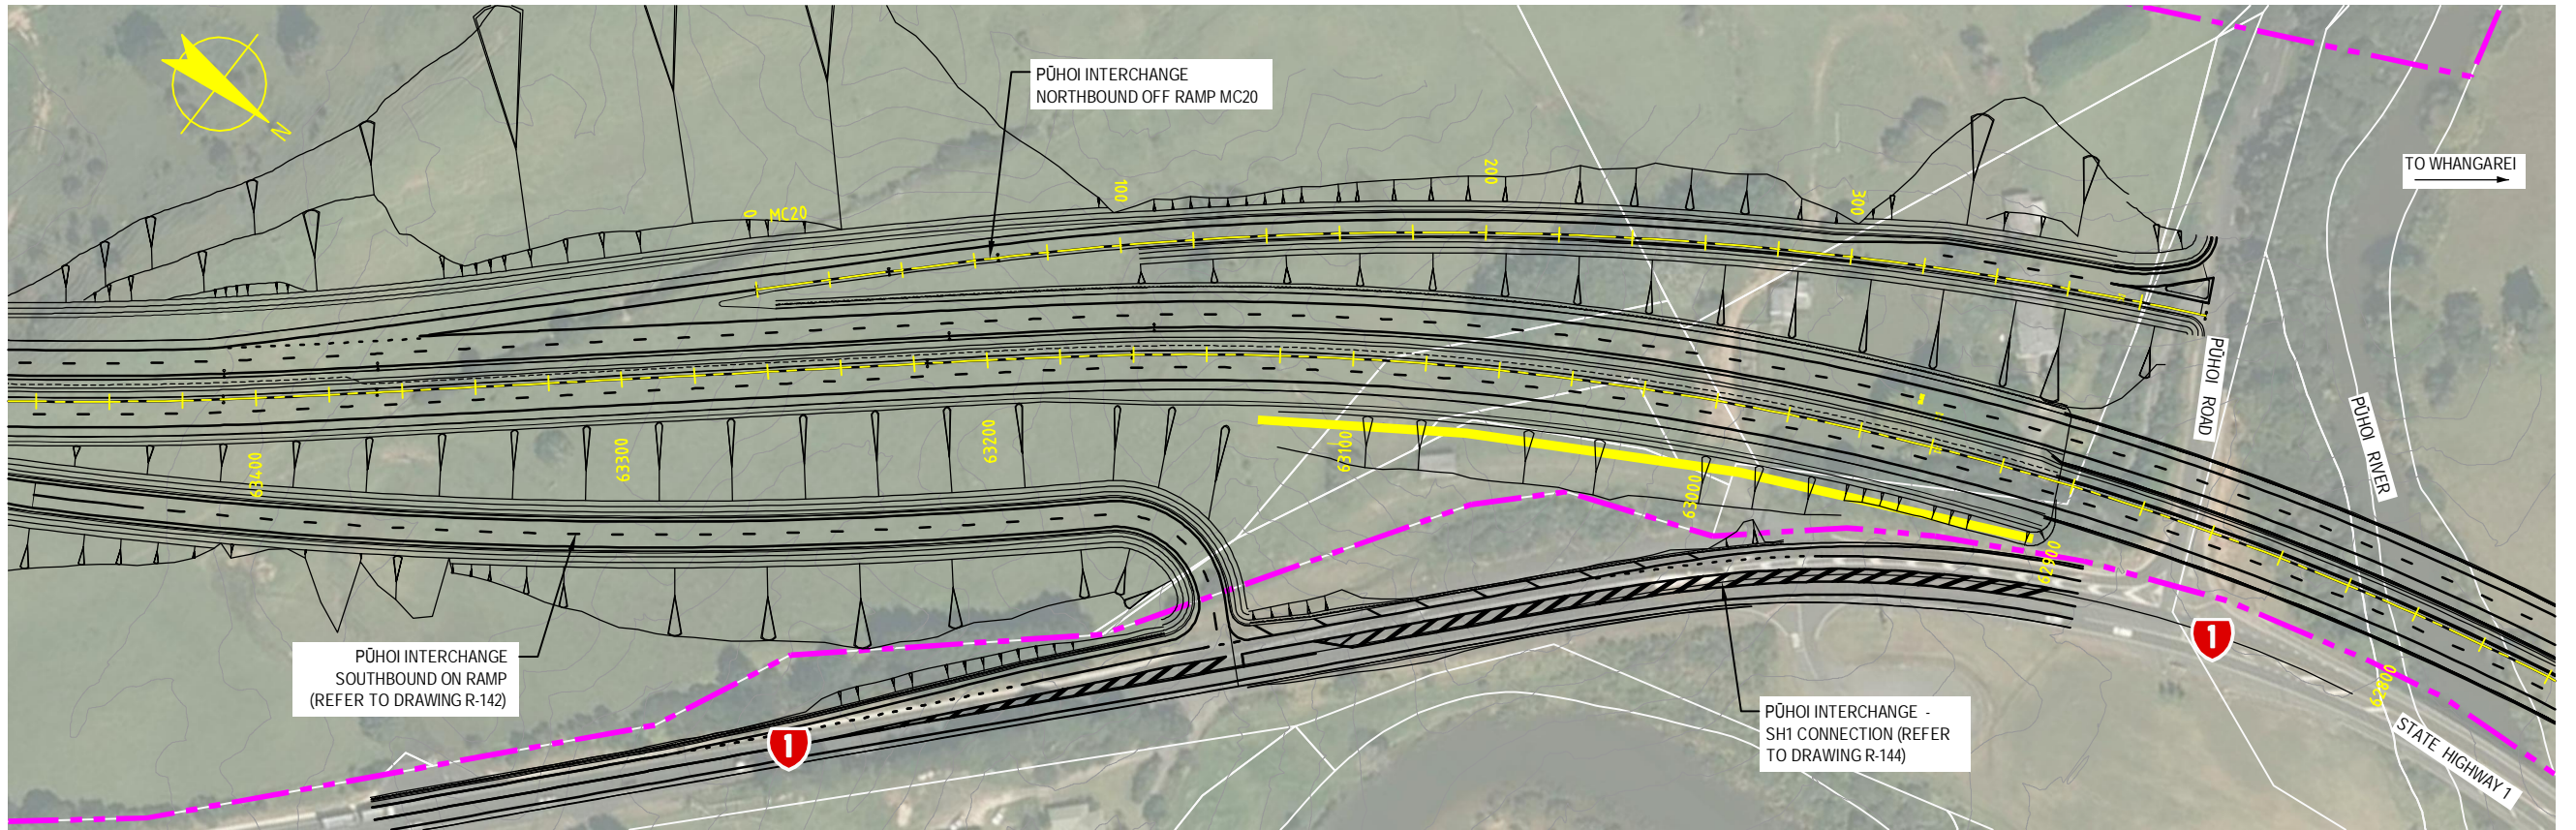 N
PŪHOI INTERCHANGE
NORTHBOUND OFF RAMP MC20
TO WHANGAREI
0 MC20
100
200
300
63400
63300
63200
63100
63000
62900
62800
PŪHOI ROAD
PŪHOI RIVER
PŪHOI INTERCHANGE
SOUTHBOUND ON RAMP
(REFER TO DRAWING R-142)
1
1
PŪHOI INTERCHANGE -
SH1 CONNECTION (REFER
TO DRAWING R-144)
STATE HIGHWAY 1